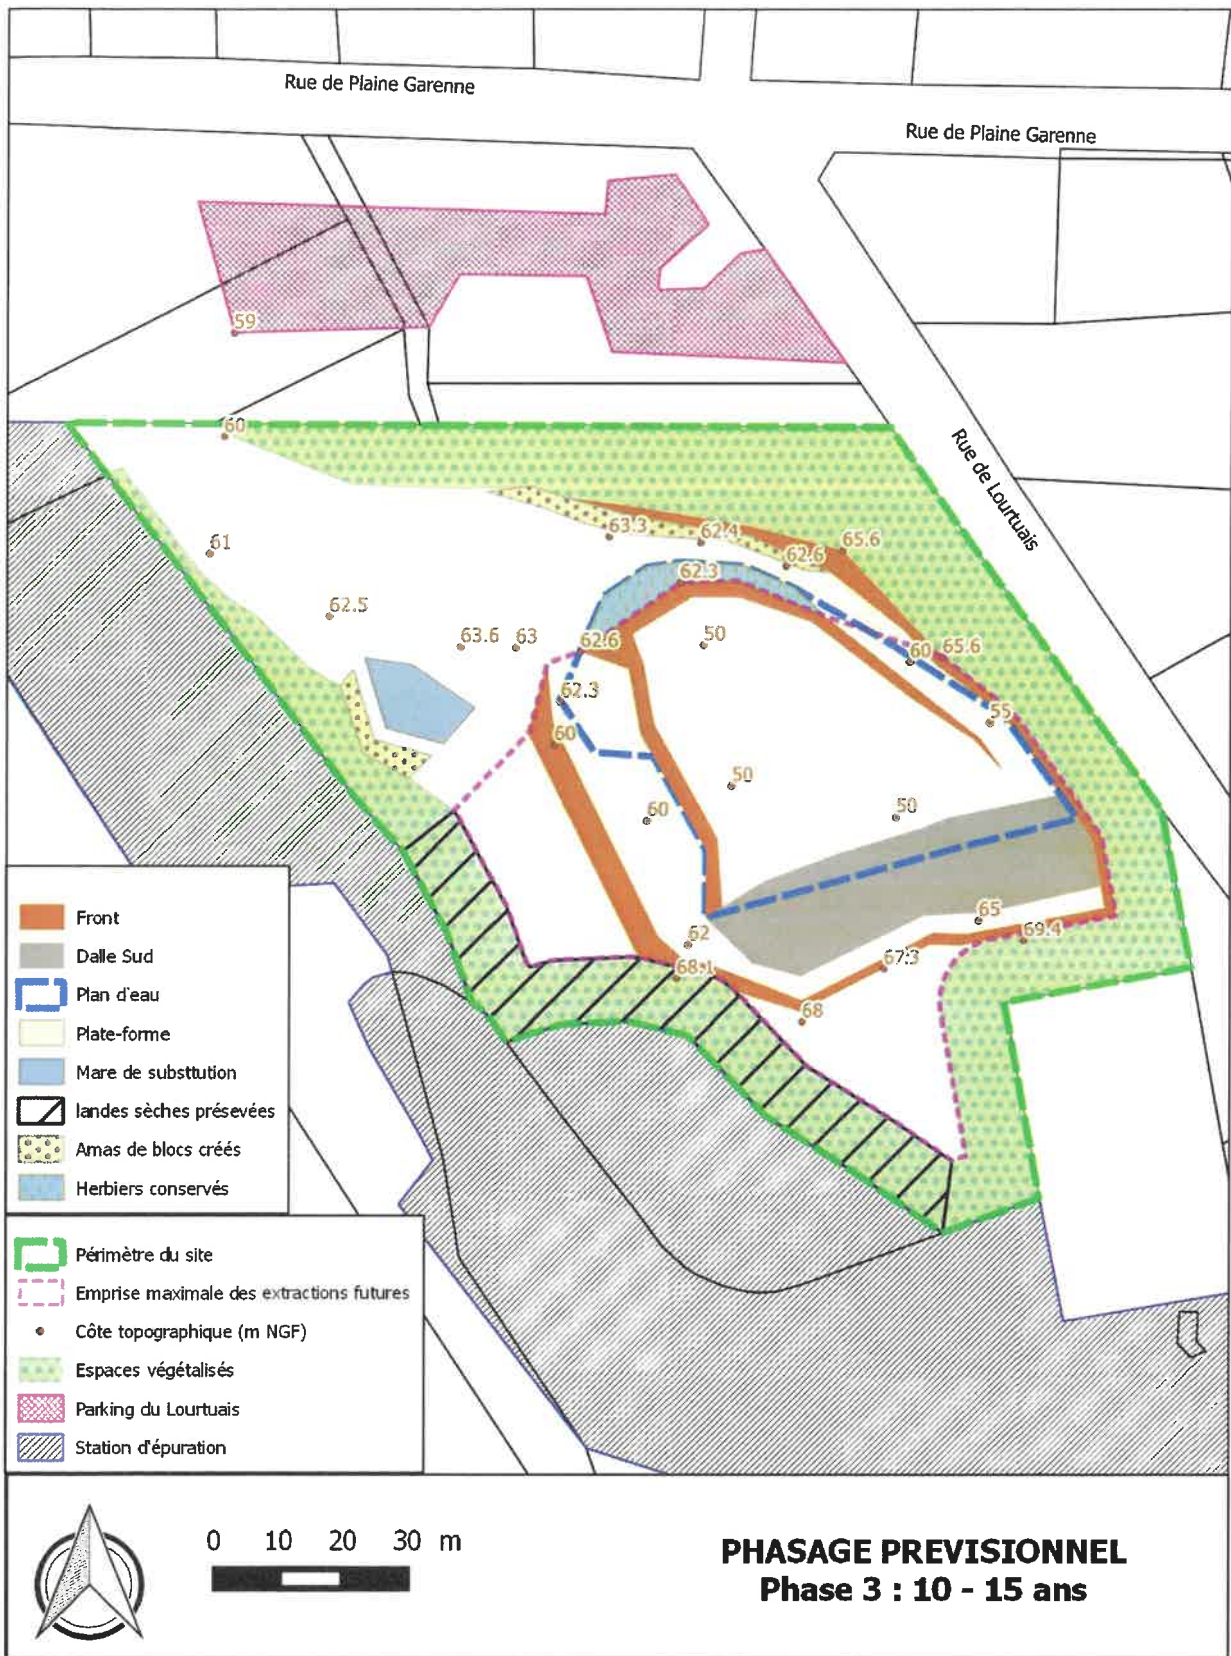 Rue de Plaine Garenne
Rue de Plaine Garenne
59
60
Rue de Lourtuais
61
63.3
62.4
65.6
62.6
62.3
62.5
63.6
63
62.6
50
60
65.6
62.3
55
60
50
60
50
62
65
69.4
68.1
67.3
68
Front
Dalle Sud
Plan d'eau
Plate-forme
Mare de substtution
landes sèches présevées
Amas de blocs créés
Herbiers conservés
Périmètre du site
Emprise maximale des extractions futures
Côte topographique (m NGF)
Espaces végétalisés
Parking du Lourtuais
Station d'épuration
0 10 20 30 m
PHASAGE PREVISIONNEL
Phase 3 : 10 - 15 ans